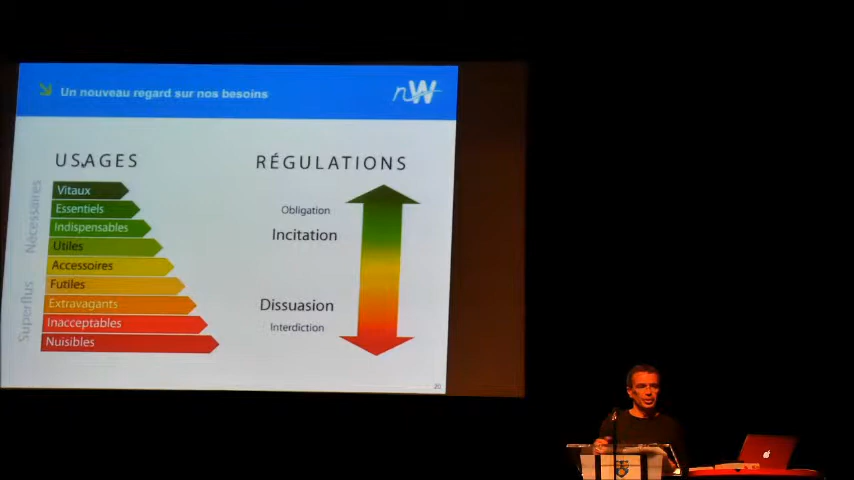 Un nouveau regard sur nos besoins
nW
USAGES
RÉGULATIONS
Nécessaires
Superflus
Vitaux
Essentiels
Indispensables
Utiles
Accessoires
Futiles
Extravagants
Inacceptables
Nuisibles
Obligation
Incitation
Dissuasion
Interdiction
20